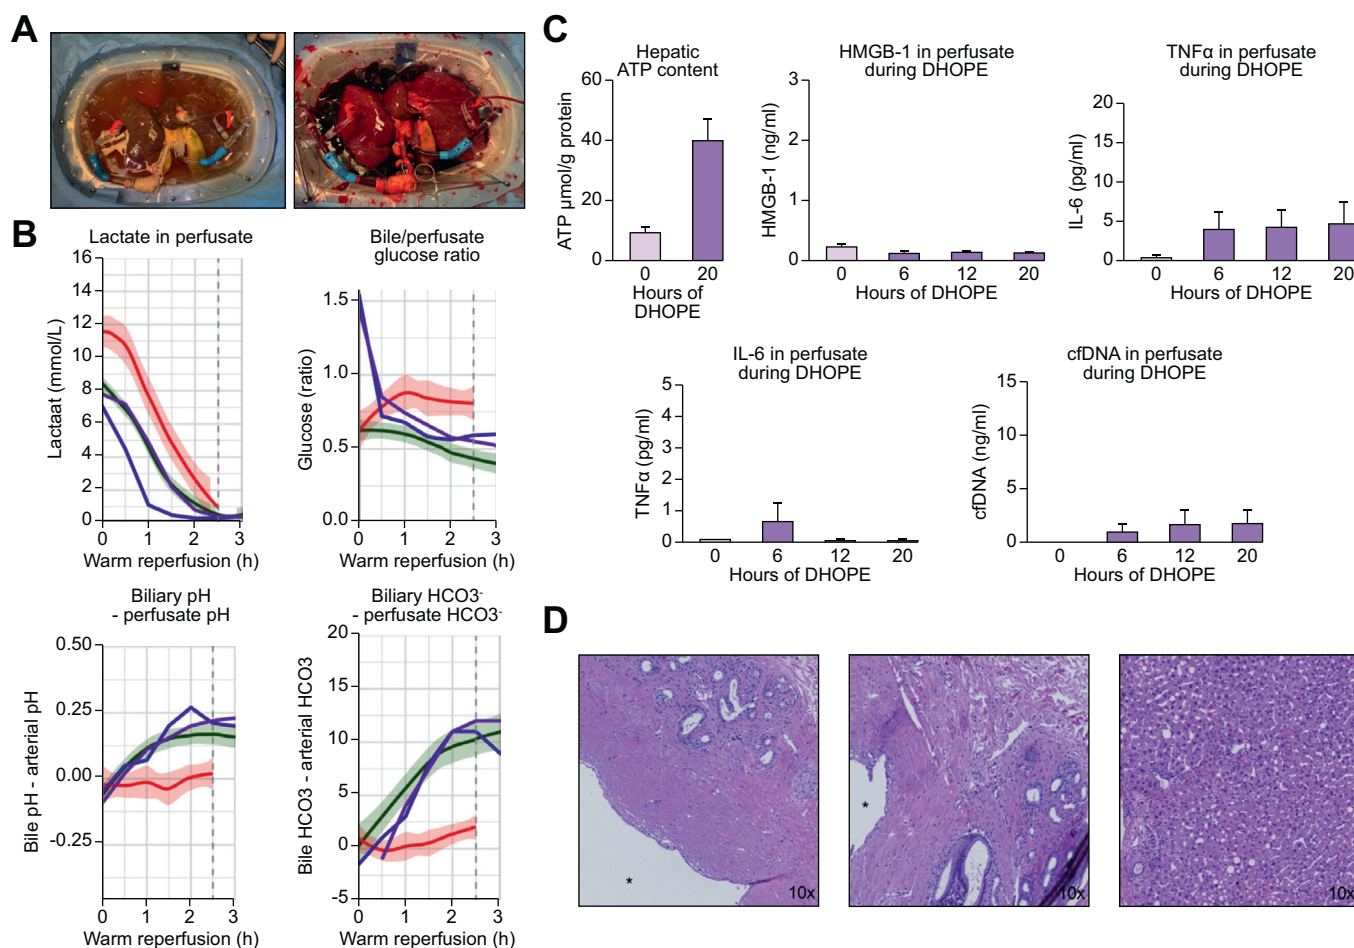 A
B
Lactate in perfusate
Lactaat (mmol/L)
16
14
12
10
8
6
4
2
0
0 1 2 3
Warm reperfusion (h)
Bile/perfusate
glucose ratio
Glucose (ratio)
1.5
1.0
0.5
0.0
0 1 2 3
Warm reperfusion (h)
Biliary pH
- perfusate pH
Bile pH - arterial pH
0.50
0.25
0.00
-0.25
0 1 2 3
Warm reperfusion (h)
Biliary HCO3-
- perfusate HCO3-
Bile HCO3 - arterial HCO3
20
15
10
5
0
-5
0 1 2 3
Warm reperfusion (h)
C
Hepatic
ATP content
ATP µmol/g protein
60
40
20
0
0 20
Hours of
DHOPE
HMGB-1 in perfusate
during DHOPE
HMGB-1 (ng/ml)
3
2
1
0
0 6 12 20
Hours of DHOPE
TNFα in perfusate
during DHOPE
IL-6 (pg/ml)
20
15
10
5
0
0 6 12 20
Hours of DHOPE
IL-6 in perfusate
during DHOPE
TNFα (pg/ml)
5
4
3
2
1
0
0 6 12 20
Hours of DHOPE
cfDNA in perfusate
during DHOPE
cfDNA (ng/ml)
15
10
5
0
0 6 12 20
Hours of DHOPE
D
*
10x
*
10x
10x